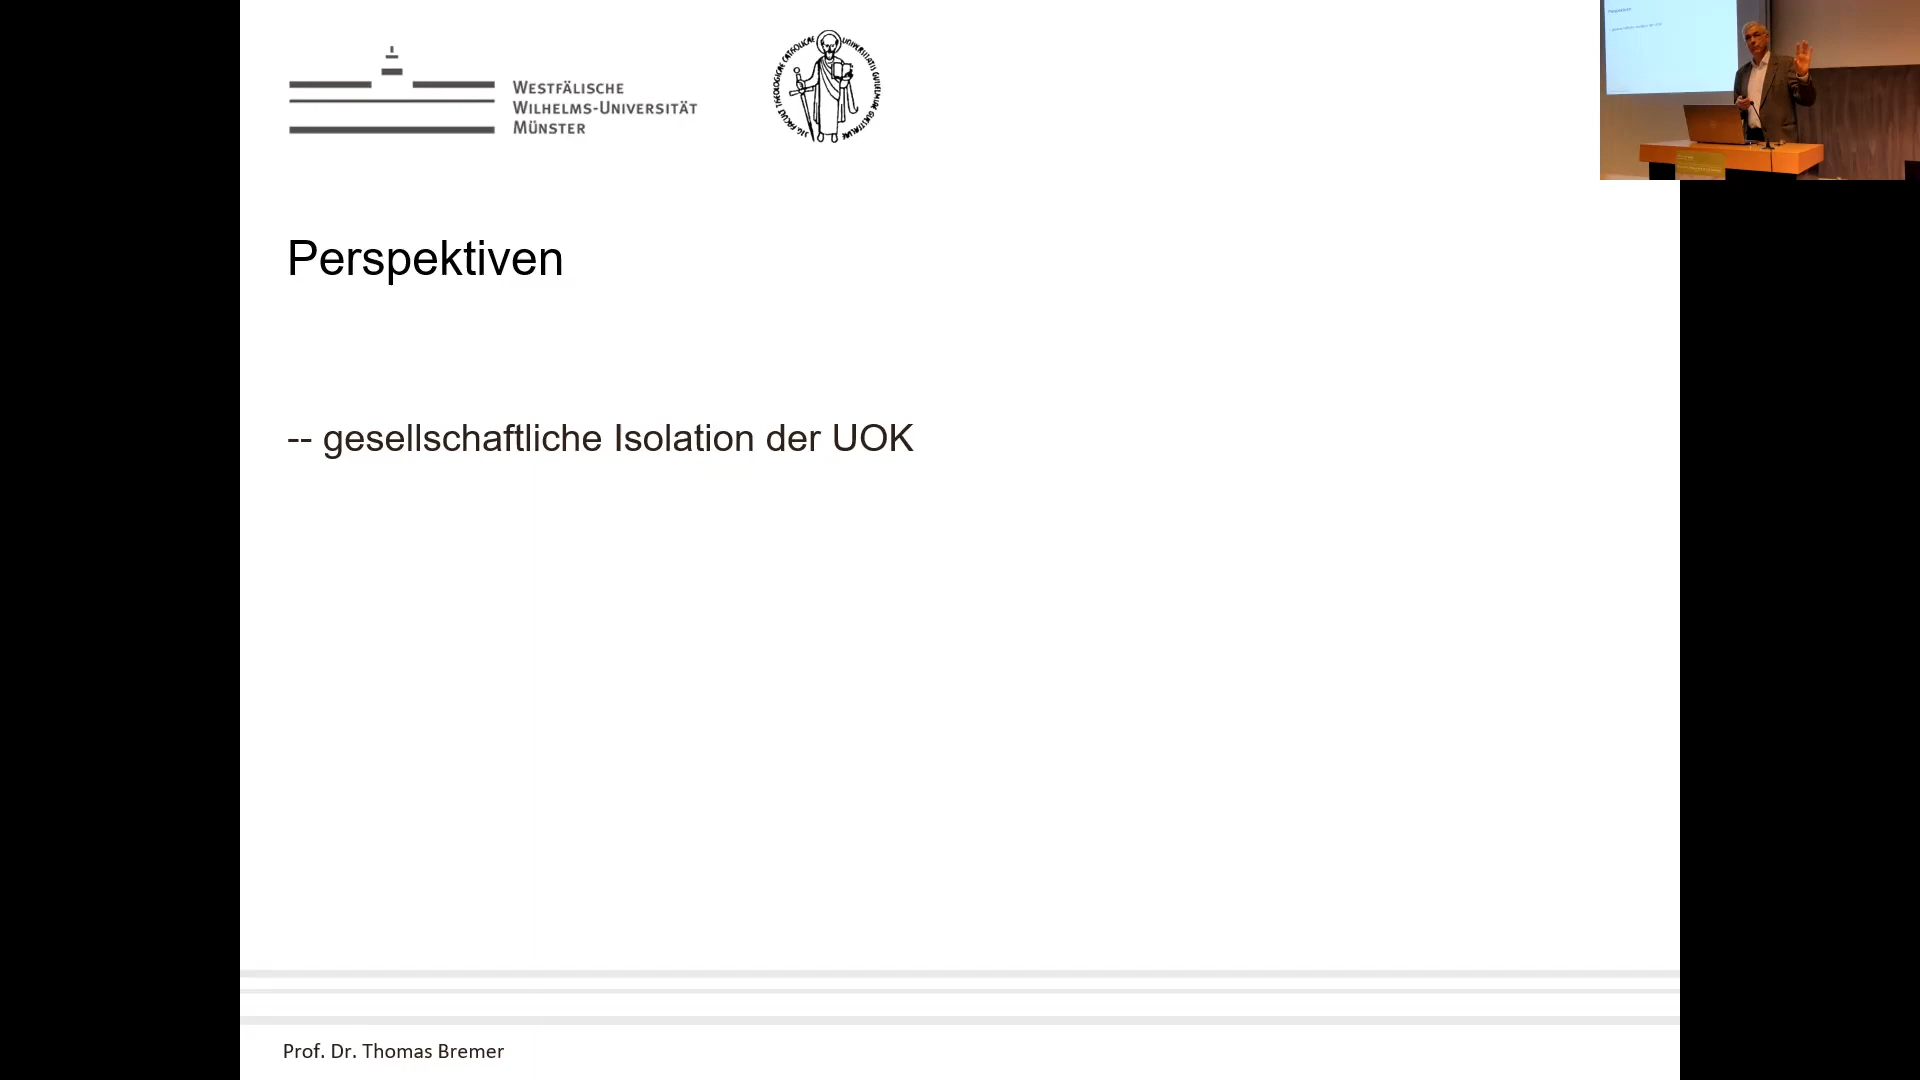 WESTFÄLISCHE
WILHELMS-UNIVERSITÄT
MÜNSTER
Perspektiven
-- gesellschaftliche Isolation der UOK
Prof. Dr. Thomas Bremer